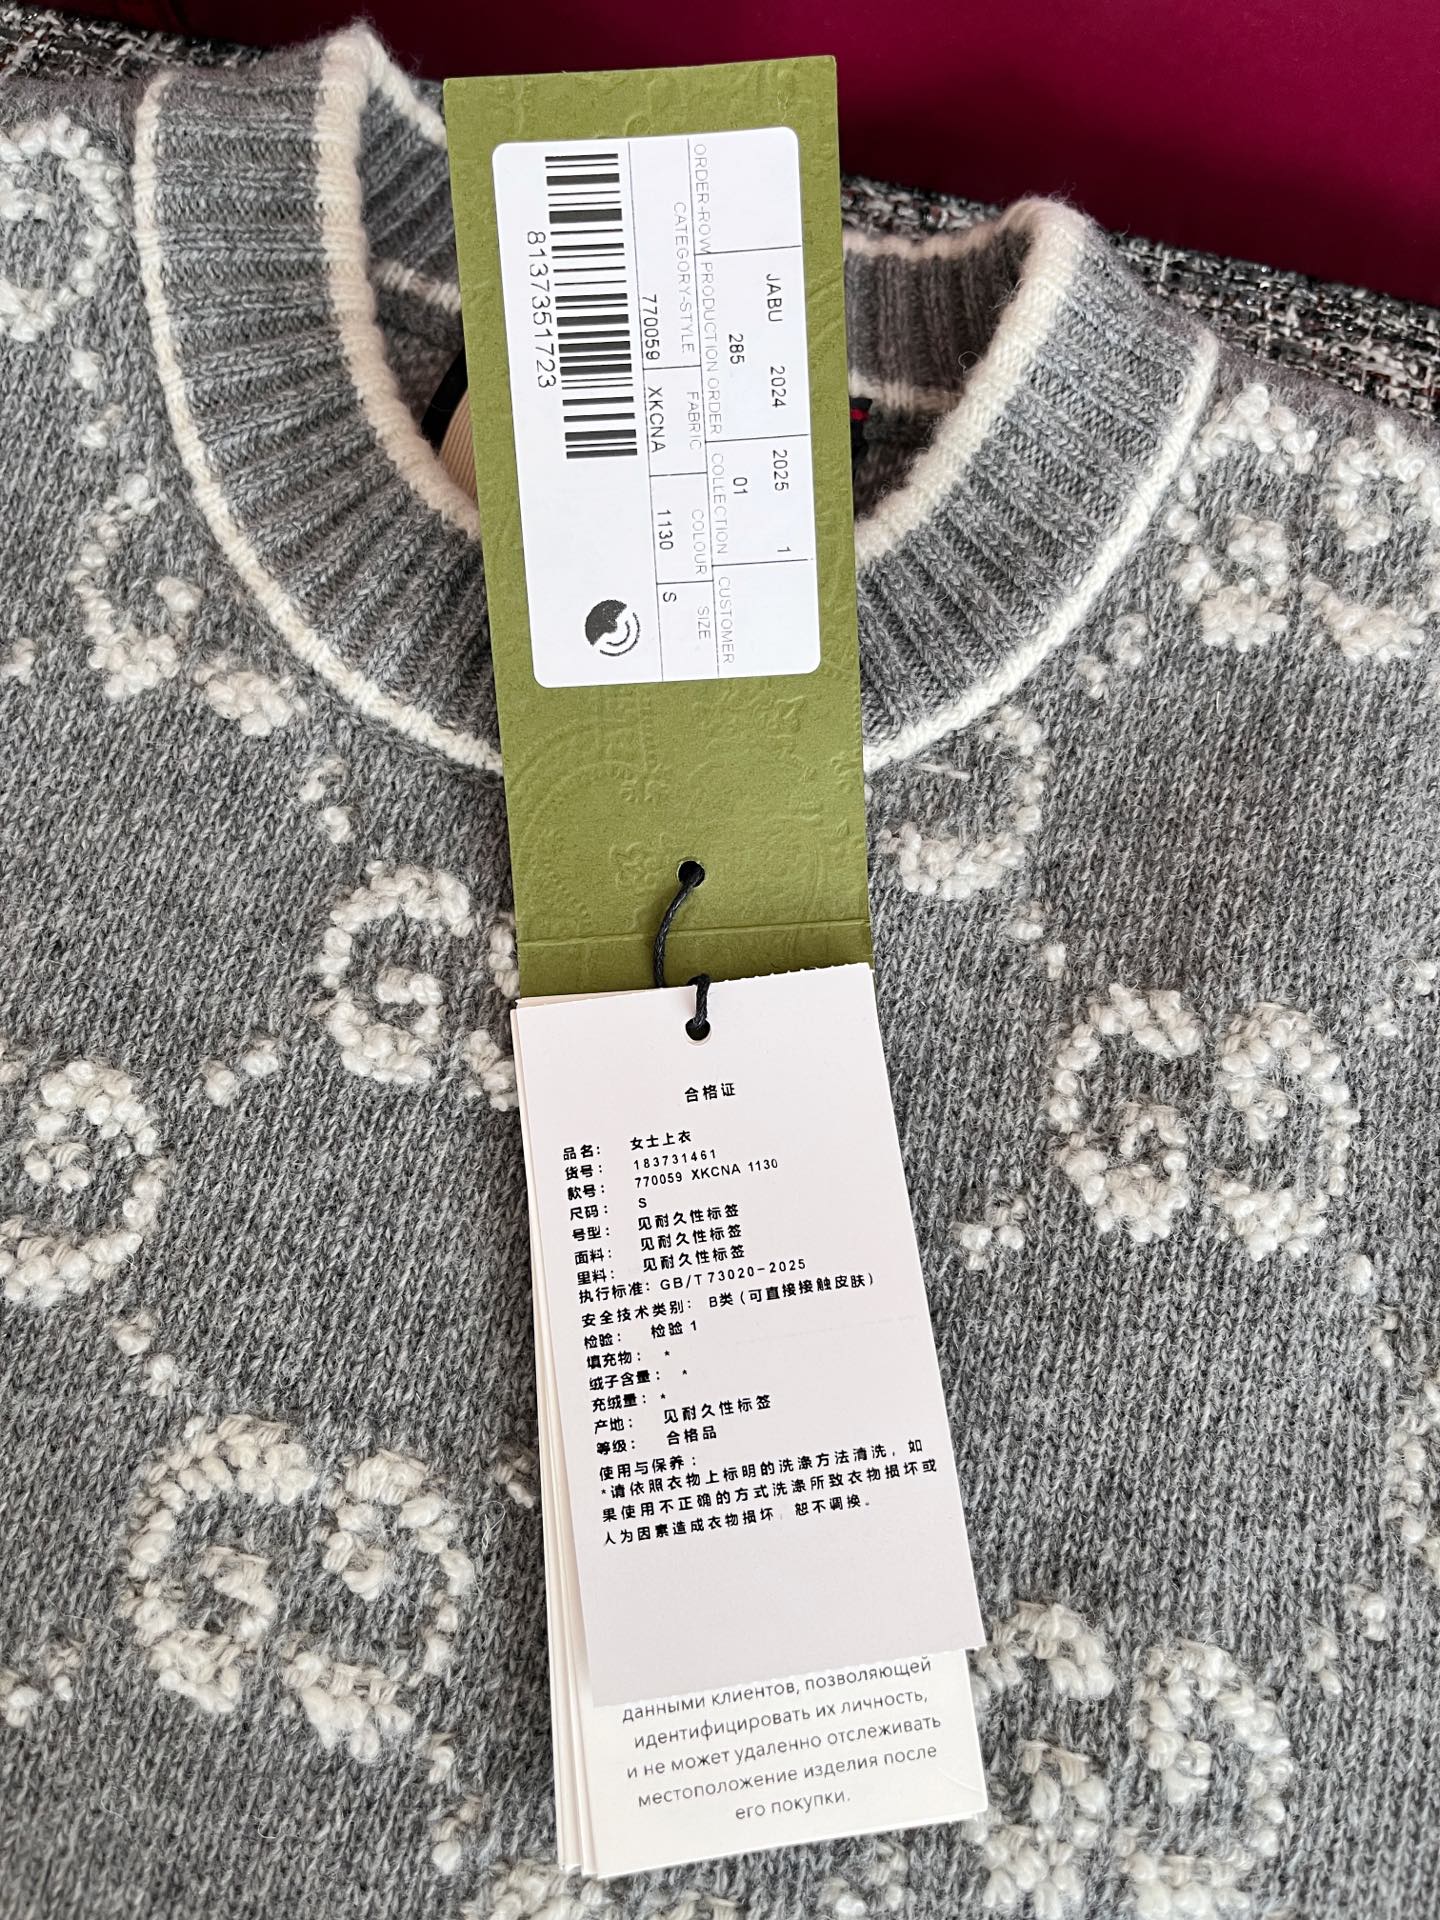 ORDER-ROW PRODUCTION ORDER COLLECTION CUSTOMER
JABU 2024 2025 1
285 01
CATEGORY-STYLE FABRIC COLOUR SIZE
770059 XKCNA 1130 S
8137351723
合格证
品名： 女士上衣
货号： 183731461
款号： 770059 XKCNA 1130
尺码： S
号型： 见耐久性标签
面料： 见耐久性标签
里料： 见耐久性标签
执行标准：GB/T 73020-2025
安全技术类别： B类（可直接接触皮肤）
检验： 检验 1
填充物： *
绒子含量： *
充绒量： *
产地： 见耐久性标签
等级： 合格品
使用与保养：
*请依照衣物上标明的洗涤方法清洗，如
果使用不正确的方式洗涤所致衣物损坏或
人为因素造成衣物损坏，恕不调换。
данными клиентов, позволяющей
идентифицировать их личность,
и не может удаленно отслеживать
местоположение изделия после
его покупки.